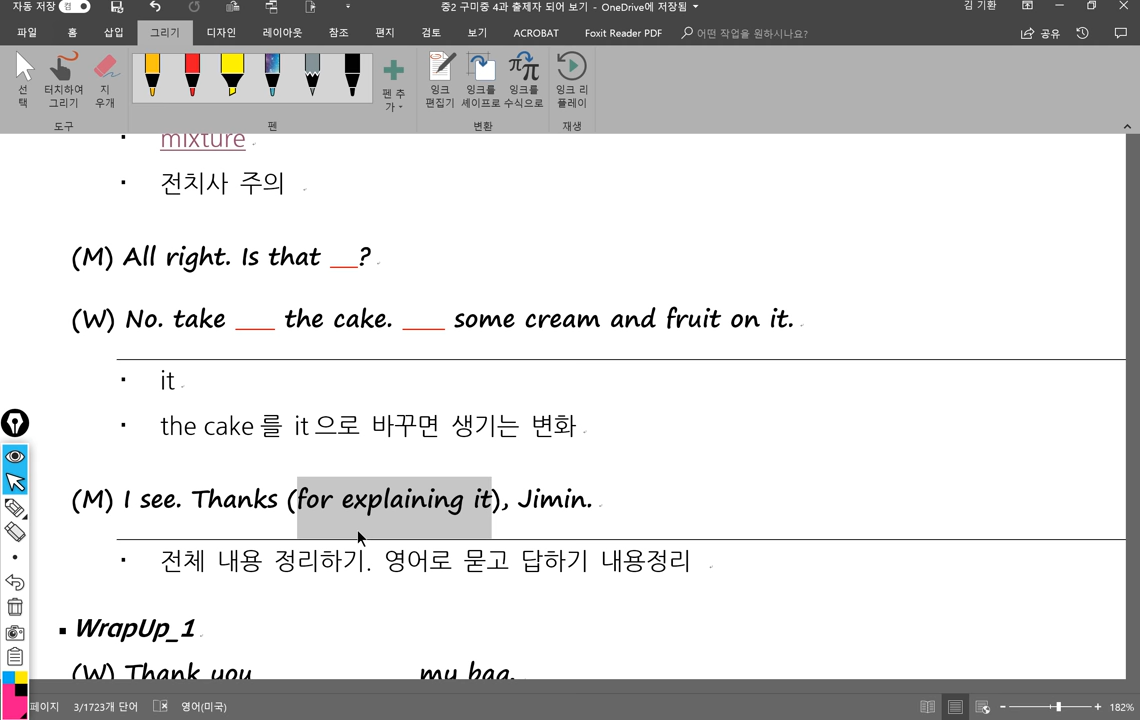 자동 저장 켬 중2 구미중 4과 출제자 되어 보기 - OneDrive에 저장됨 김 기환
파일 홈 삽입 그리기 디자인 레이아웃 참조 편지 검토 보기 ACROBAT Foxit Reader PDF 어떤 작업을 원하시나요? 공유
선택 터치하여 그리기 지우개 펜 추가 잉크 편집기 잉크를 셰이프로 잉크를 수식으로 잉크 리플레이
도구 펜 변환 재생
mixture
· 전치사 주의
(M) All right. Is that __?
(W) No. take ___ the cake. ___ some cream and fruit on it.
· it
· the cake를 it으로 바꾸면 생기는 변화
(M) I see. Thanks (for explaining it), Jimin.
· 전체 내용 정리하기. 영어로 묻고 답하기 내용정리
▪ WrapUp_1
(W) Thank you my bag.
페이지 3/1723개 단어 영어(미국) 182%